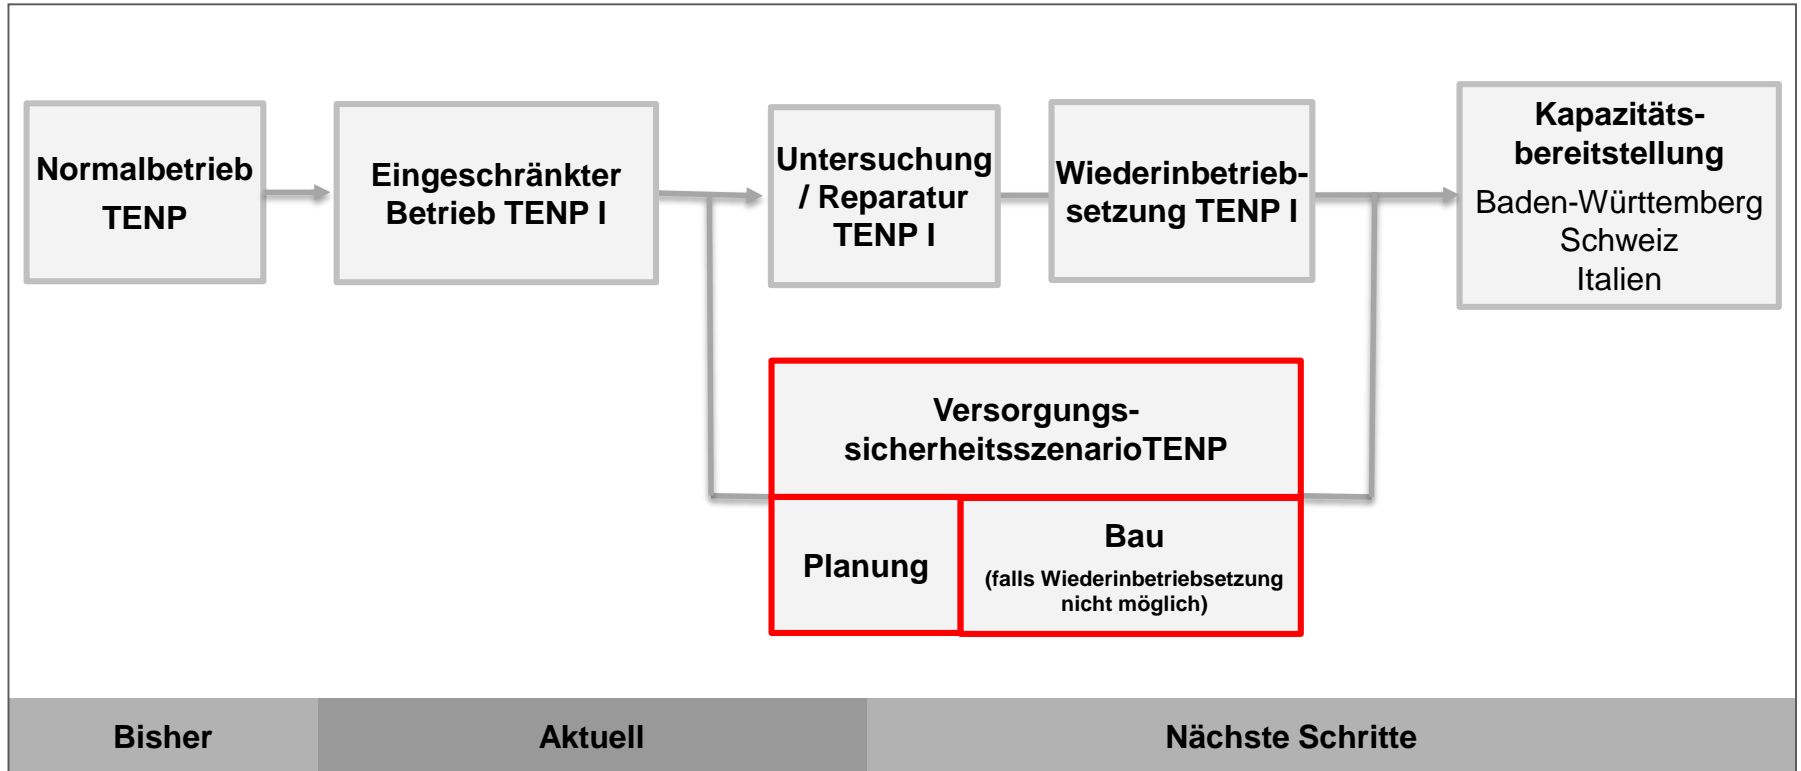 Normalbetrieb
TENP
Eingeschränkter
Betrieb TENP I
Untersuchung
/ Reparatur
TENP I
Wiederinbetrieb-
setzung TENP I
Kapazitäts-
bereitstellung
Baden-Württemberg
Schweiz
Italien
Versorgungs-
sicherheitsszenarioTENP
Planung
Bau
(falls Wiederinbetriebsetzung
nicht möglich)
Bisher
Aktuell
Nächste Schritte